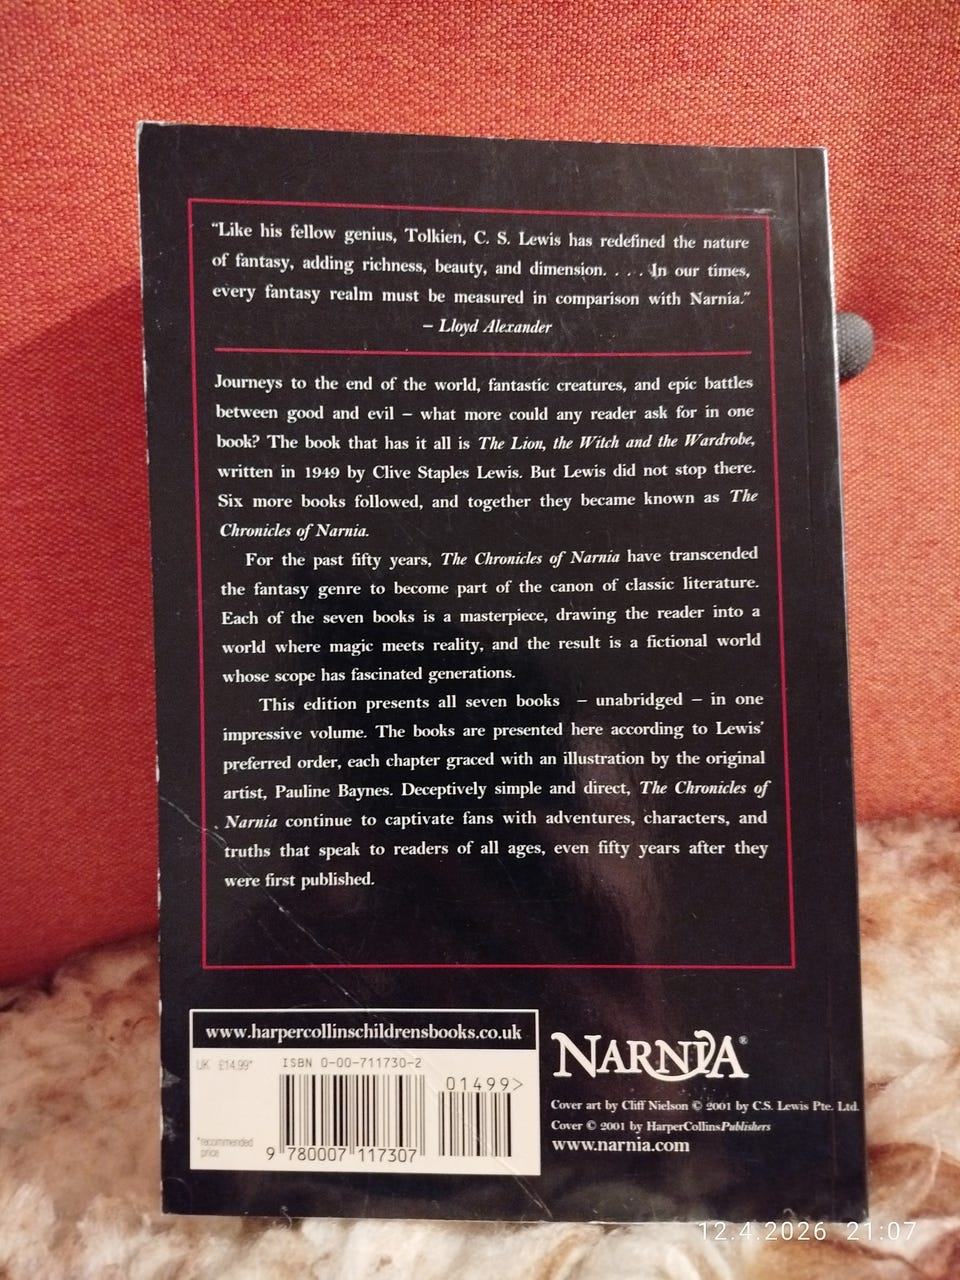 “Like his fellow genius, Tolkien, C. S. Lewis has redefined the nature
of fantasy, adding richness, beauty, and dimension. . . . In our times,
every fantasy realm must be measured in comparison with Narnia.”
– Lloyd Alexander
Journeys to the end of the world, fantastic creatures, and epic battles
between good and evil – what more could any reader ask for in one
book? The book that has it all is The Lion, the Witch and the Wardrobe,
written in 1949 by Clive Staples Lewis. But Lewis did not stop there.
Six more books followed, and together they became known as The
Chronicles of Narnia.
For the past fifty years, The Chronicles of Narnia have transcended
the fantasy genre to become part of the canon of classic literature.
Each of the seven books is a masterpiece, drawing the reader into a
world where magic meets reality, and the result is a fictional world
whose scope has fascinated generations.
This edition presents all seven books – unabridged – in one
impressive volume. The books are presented here according to Lewis’
preferred order, each chapter graced with an illustration by the original
artist, Pauline Baynes. Deceptively simple and direct, The Chronicles of
Narnia continue to captivate fans with adventures, characters, and
truths that speak to readers of all ages, even fifty years after they
were first published.
www.harpercollinschildrensbooks.co.uk
UK £14.99*
ISBN 0-00-711730-2
01499>
*recommended
price
9 780007 117307
NARNIA®
Cover art by Cliff Nielson © 2001 by C.S. Lewis Pte. Ltd.
Cover © 2001 by HarperCollinsPublishers
www.narnia.com
12.4.2026 21:07